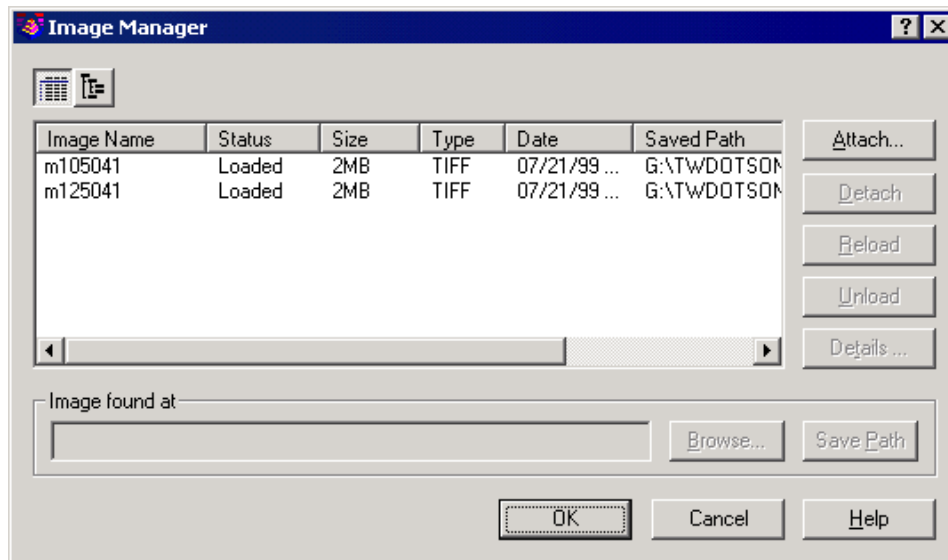 Image Manager
Image Name Status Size Type Date Saved Path
m105041 Loaded 2MB TIFF 07/21/99 ... G:\TWDOTSON
m125041 Loaded 2MB TIFF 07/21/99 ... G:\TWDOTSON
Attach...
Detach
Reload
Unload
Details ...
Image found at
Browse... Save Path
OK Cancel Help